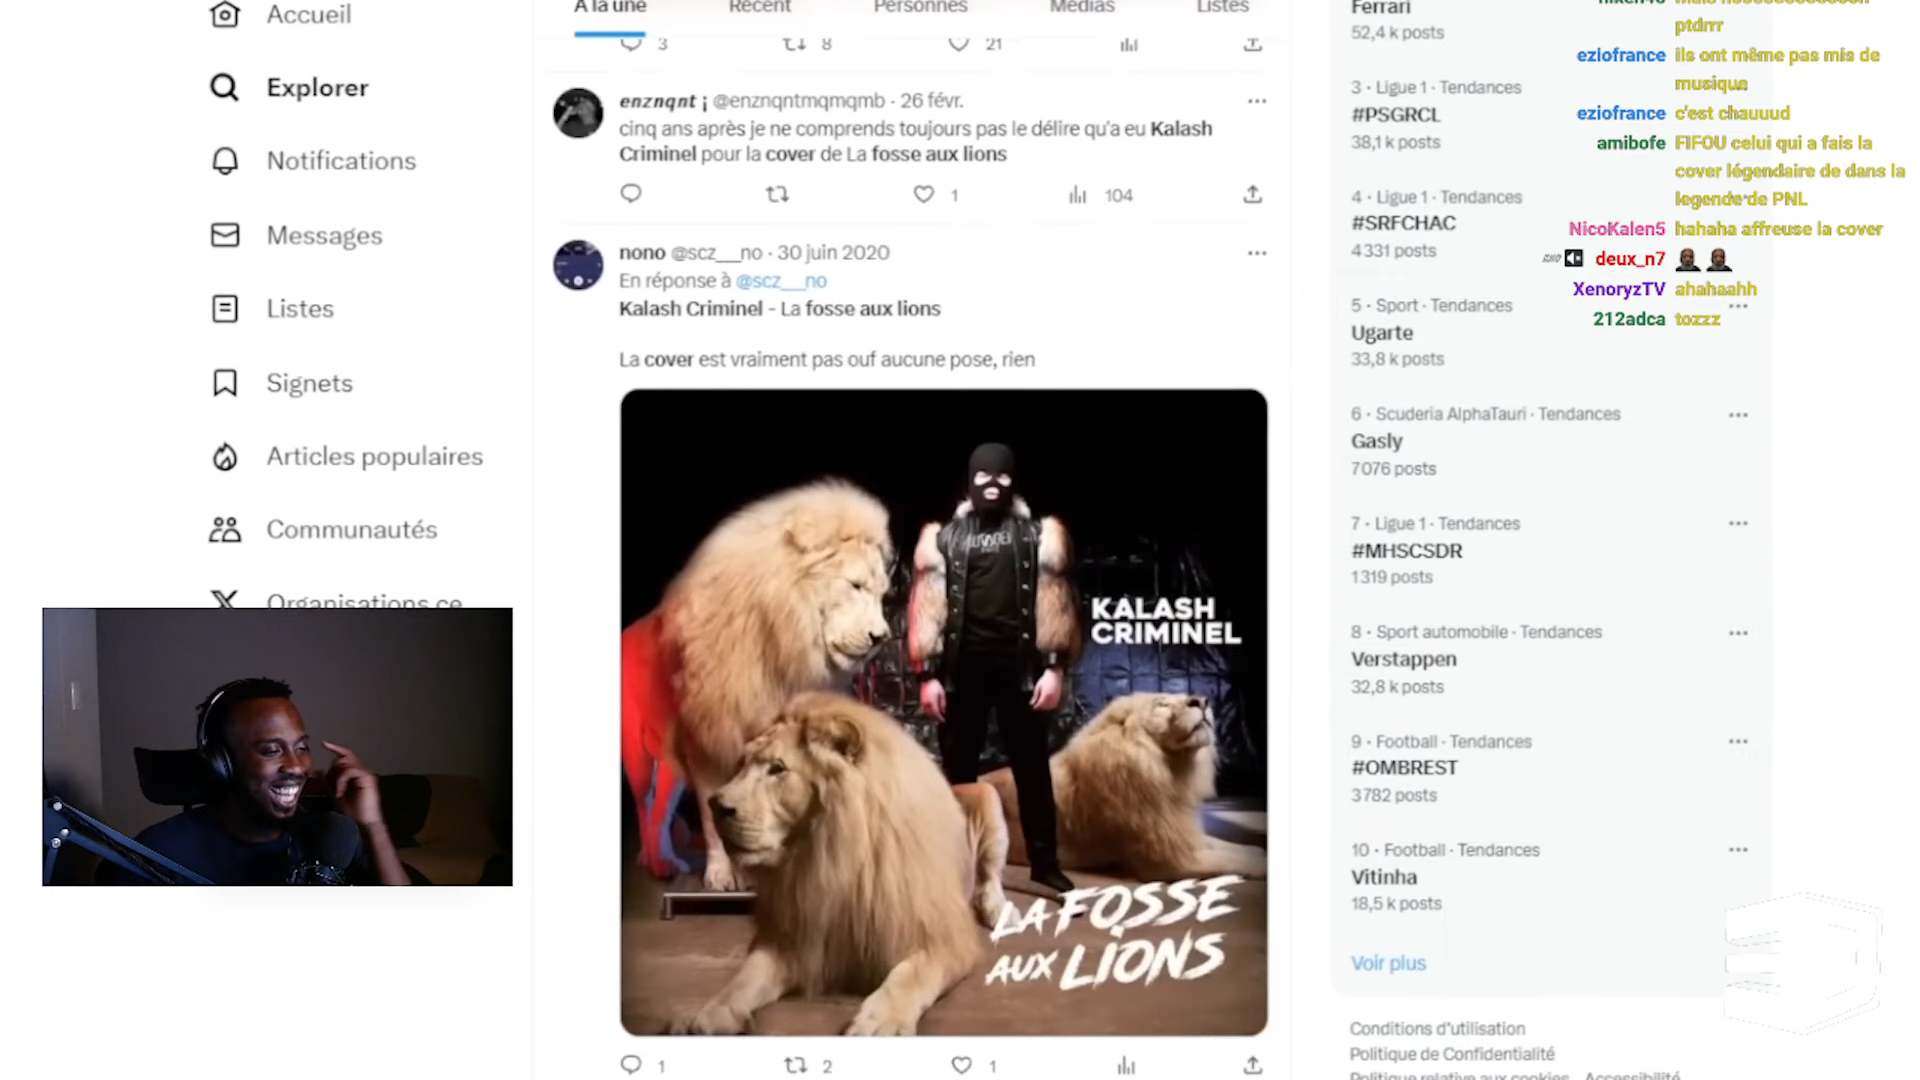 Accueil
Explorer
Notifications
Messages
Listes
Signets
Articles populaires
Communautés
Organisations ce
À la une
Récent
Personnes
Médias
Listes
3
8
21
enznqnt ¡ @enznqntmqmqmb · 26 févr.
cinq ans après je ne comprends toujours pas le délire qu'a eu Kalash
Criminel pour la cover de La fosse aux lions
1
104
nono @scz__no · 30 juin 2020
En réponse à @scz__no
Kalash Criminel - La fosse aux lions
La cover est vraiment pas ouf aucune pose, rien
KALASH
CRIMINEL
LA FOSSE
AUX LIONS
1
2
1
Ferrari
52,4 k posts
3 · Ligue 1 · Tendances
#PSGRCL
38,1 k posts
4 · Ligue 1 · Tendances
#SRFCHAC
4 331 posts
5 · Sport · Tendances
Ugarte
33,8 k posts
6 · Scuderia AlphaTauri · Tendances
Gasly
7 076 posts
7 · Ligue 1 · Tendances
#MHSCSDR
1 319 posts
8 · Sport automobile · Tendances
Verstappen
32,8 k posts
9 · Football · Tendances
#OMBREST
3 782 posts
10 · Football · Tendances
Vitinha
18,5 k posts
Voir plus
Conditions d'utilisation
Politique de Confidentialité
Politique relative aux cookies Accessibilité
ptdrrr
eziofrance ils ont même pas mis de
musique
eziofrance c'est chauuud
amibofe FIFOU celui qui a fais la
cover légendaire de dans la
legende de PNL
NicoKalen5 hahaha affreuse la cover
deux_n7
XenoryzTV ahahaahh
212adca tozzz